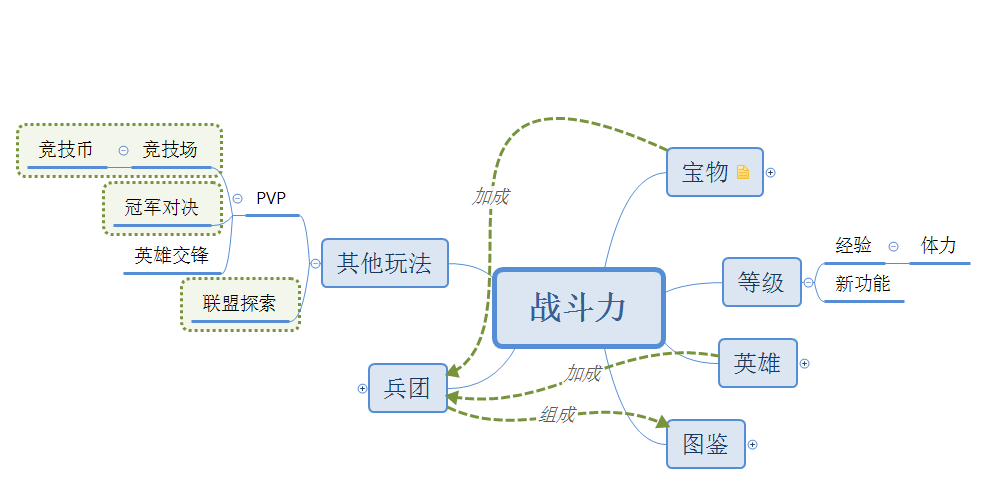 竞技币
竞技场
冠军对决
英雄交锋
PVP
联盟探索
其他玩法
加成
宝物
战斗力
等级
经验
体力
新功能
英雄
加成
兵团
组成
图鉴